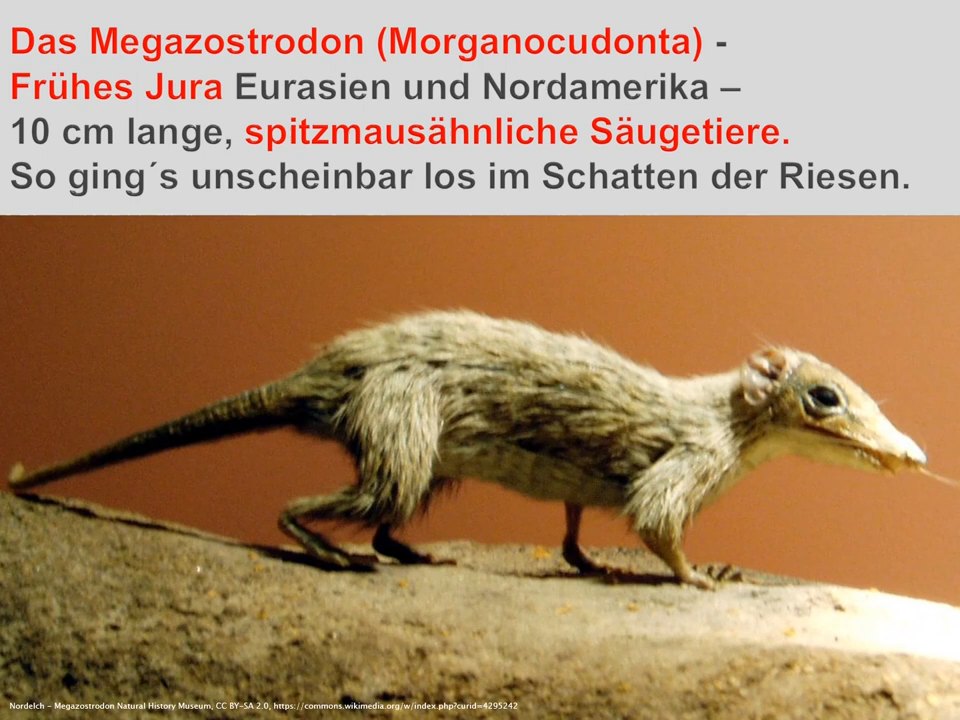 Das Megazostrodon (Morganocudonta) -
Frühes Jura Eurasien und Nordamerika –
10 cm lange, spitzmausähnliche Säugetiere.
So ging´s unscheinbar los im Schatten der Riesen.
Nordelch - Megazostrodon Natural History Museum, CC BY-SA 2.0, https://commons.wikimedia.org/w/index.php?curid=4295242